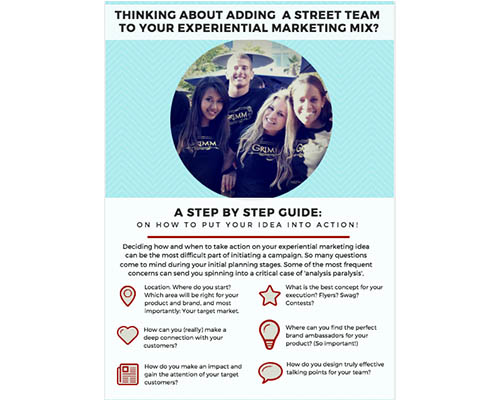 THINKING ABOUT ADDING A STREET TEAM
TO YOUR EXPERIENTIAL MARKETING MIX?
GRIMM
GRIMM
A STEP BY STEP GUIDE:
ON HOW TO PUT YOUR IDEA INTO ACTION!
Deciding how and when to take action on your experiential marketing idea
can be the most difficult part of initiating a campaign. So many questions
come to mind during your initial planning stages. Some of the most frequent
concerns can send you spinning into a critical case of 'analysis paralysis'.
Location. Where do you start?
Which area will be right for your
product and brand, and most
importantly: Your target market.
How can you (really) make a
deep connection with your
customers?
How do you make an impact and
gain the attention of your target
customers?
What is the best concept for your
execution? Flyers? Swag?
Contests?
Where can you find the perfect
brand ambassadors for your
product? (So important!)
How do you design truly effective
talking points for your team?